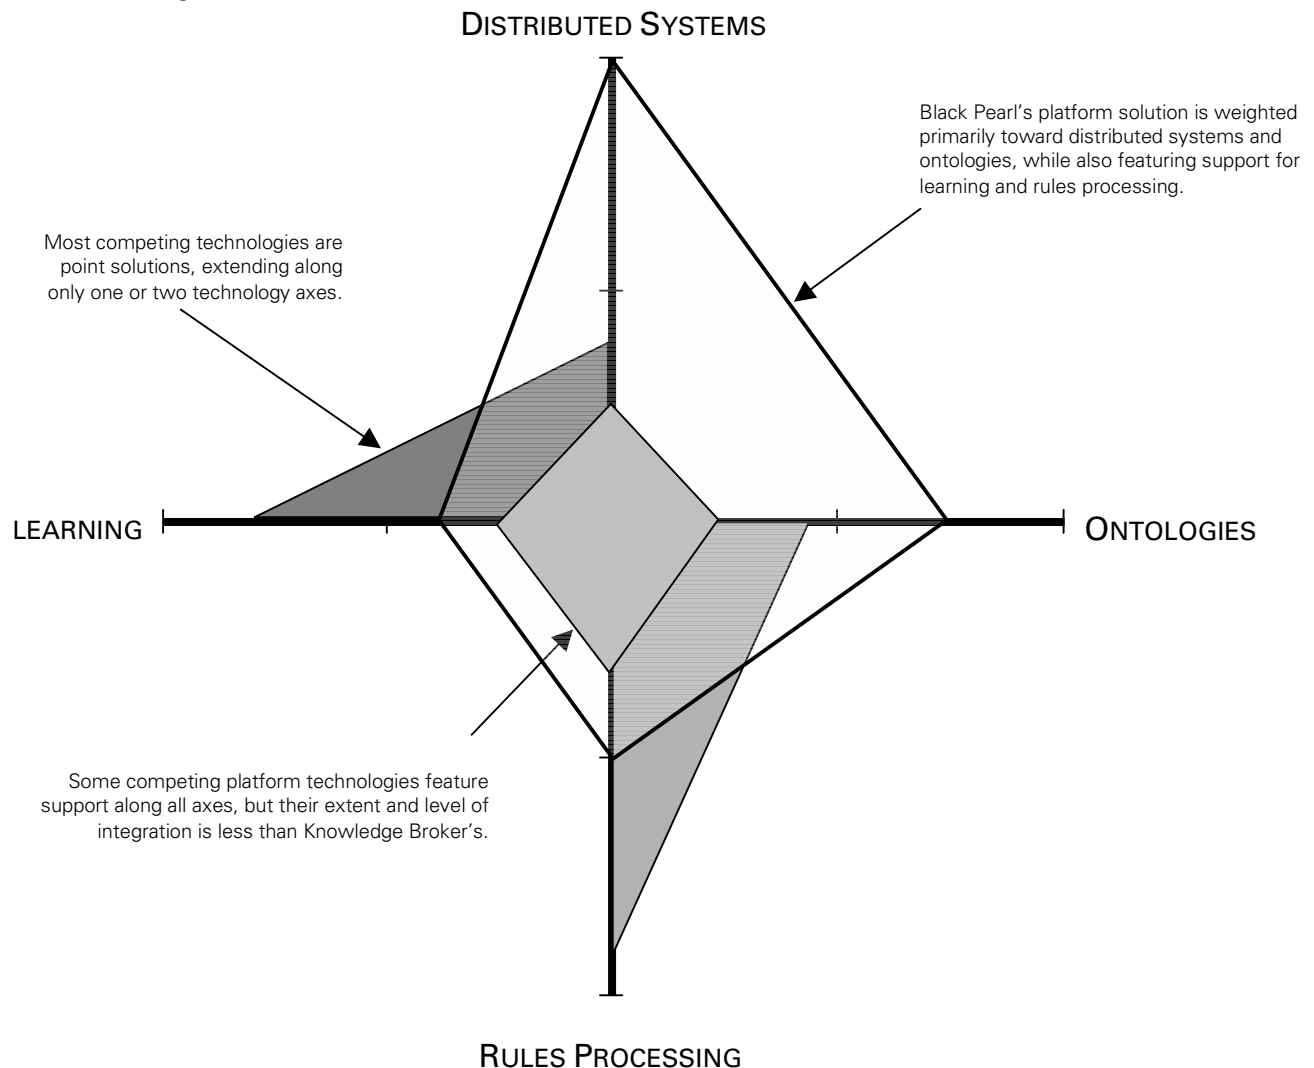 DISTRIBUTED SYSTEMS
Black Pearl's platform solution is weighted
primarily toward distributed systems and
ontologies, while also featuring support for
learning and rules processing.
Most competing technologies are
point solutions, extending along
only one or two technology axes.
LEARNING
ONTOLOGIES
Some competing platform technologies feature
support along all axes, but their extent and level of
integration is less than Knowledge Broker's.
RULES PROCESSING